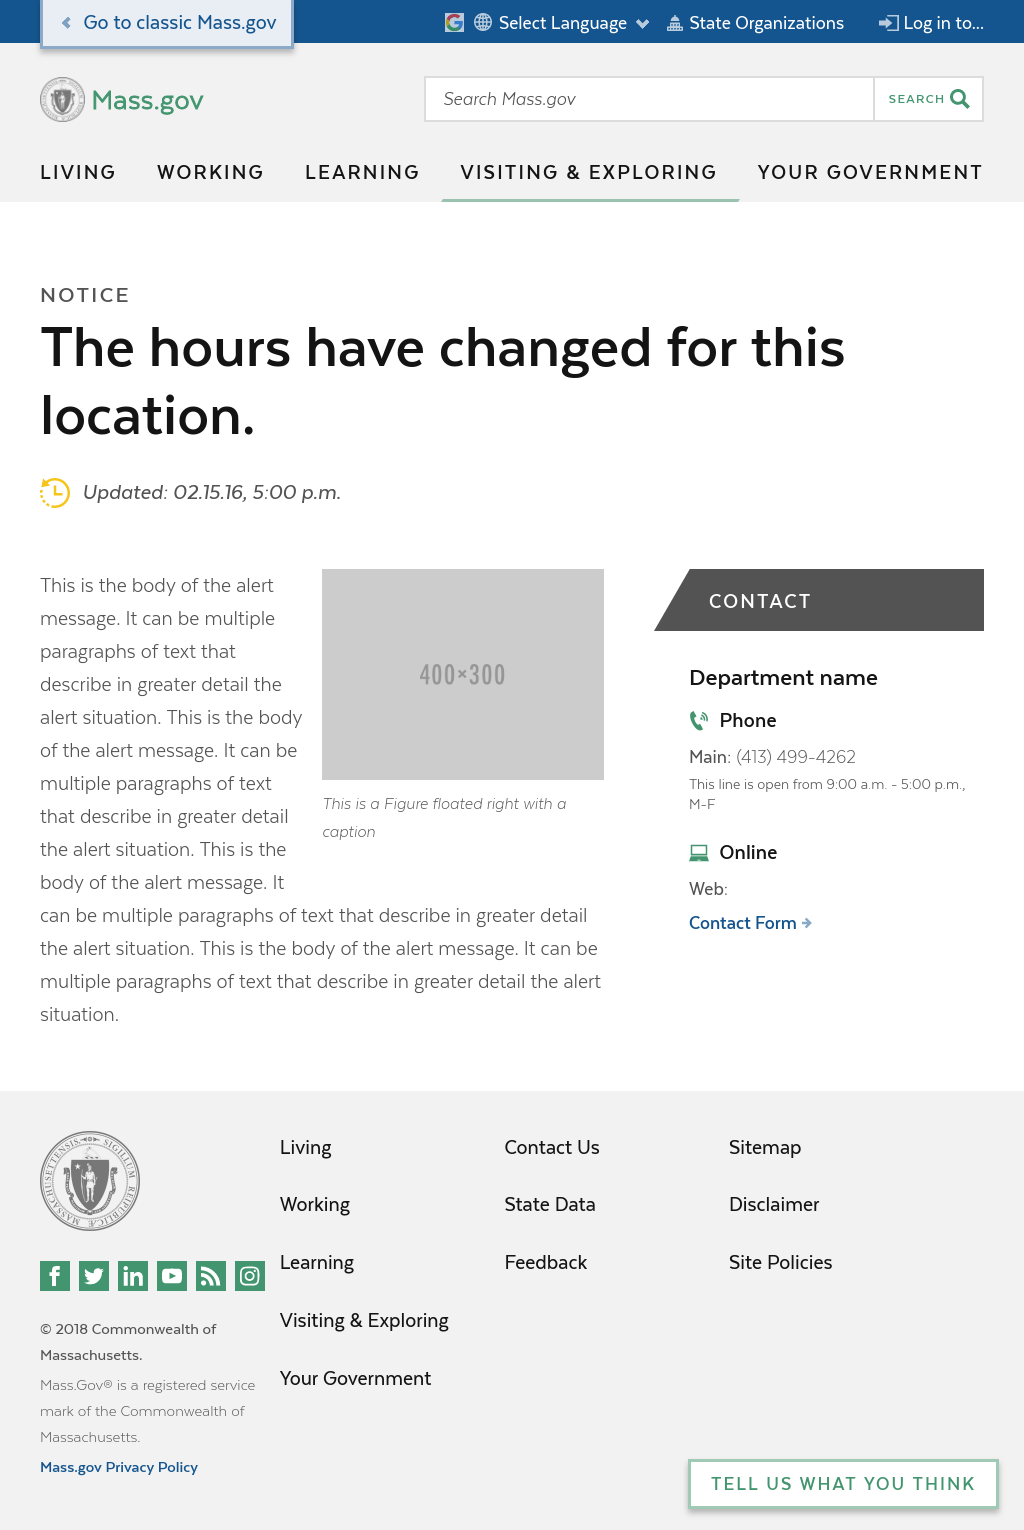 Go to classic Mass.gov
Select Language
State Organizations
Log in to...
Mass.gov
Search Mass.gov
SEARCH
LIVING
WORKING
LEARNING
VISITING & EXPLORING
YOUR GOVERNMENT
NOTICE
The hours have changed for this
location.
Updated: 02.15.16, 5:00 p.m.
This is the body of the alert
message. It can be multiple
paragraphs of text that
describe in greater detail the
alert situation. This is the body
of the alert message. It can be
multiple paragraphs of text
that describe in greater detail
the alert situation. This is the
body of the alert message. It
can be multiple paragraphs of text that describe in greater detail
the alert situation. This is the body of the alert message. It can be
multiple paragraphs of text that describe in greater detail the alert
situation.
400×300
This is a Figure floated right with a
caption
CONTACT
Department name
Phone
Main: (413) 499-4262
This line is open from 9:00 a.m. - 5:00 p.m.,
M-F
Online
Web:
Contact Form
Living
Working
Learning
Visiting & Exploring
Your Government
Contact Us
State Data
Feedback
Sitemap
Disclaimer
Site Policies
© 2018 Commonwealth of
Massachusetts.
Mass.Gov® is a registered service
mark of the Commonwealth of
Massachusetts.
Mass.gov Privacy Policy
TELL US WHAT YOU THINK